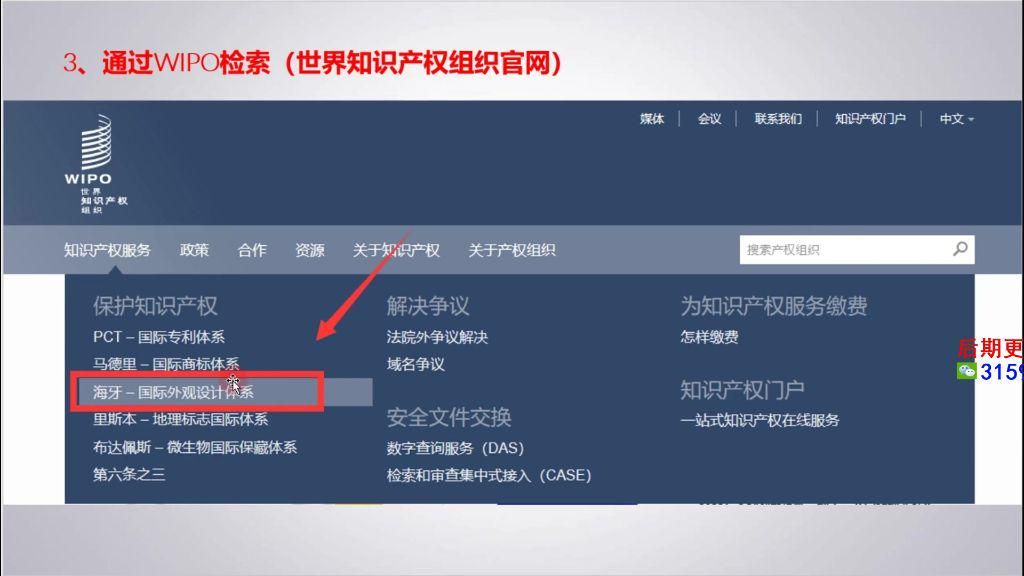 3、通过WIPO检索（世界知识产权组织官网）
媒体
会议
联系我们
知识产权门户
中文
WIPO
世界
知识产权
组织
知识产权服务
政策
合作
资源
关于知识产权
关于产权组织
搜索产权组织
保护知识产权
PCT – 国际专利体系
马德里 – 国际商标体系
海牙 – 国际外观设计体系
里斯本 – 地理标志国际体系
布达佩斯 – 微生物国际保藏体系
第六条之三
解决争议
法院外争议解决
域名争议
安全文件交换
数字查询服务（DAS）
检索和审查集中式接入（CASE）
为知识产权服务缴费
怎样缴费
知识产权门户
一站式知识产权在线服务
后期更
3159